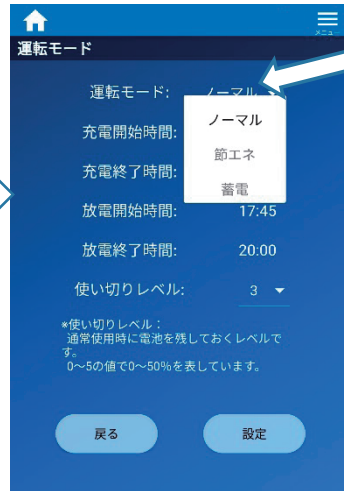 メニュー
運転モード
運転モード: ノーマル
ノーマル
充電開始時間:
節エネ
充電終了時間:
蓄電
放電開始時間: 17:45
放電終了時間: 20:00
使い切りレベル: 3
*使い切りレベル：
通常使用時に電池を残しておくレベルで
す。
0～5の値で0～50％を表しています。
戻る 設定